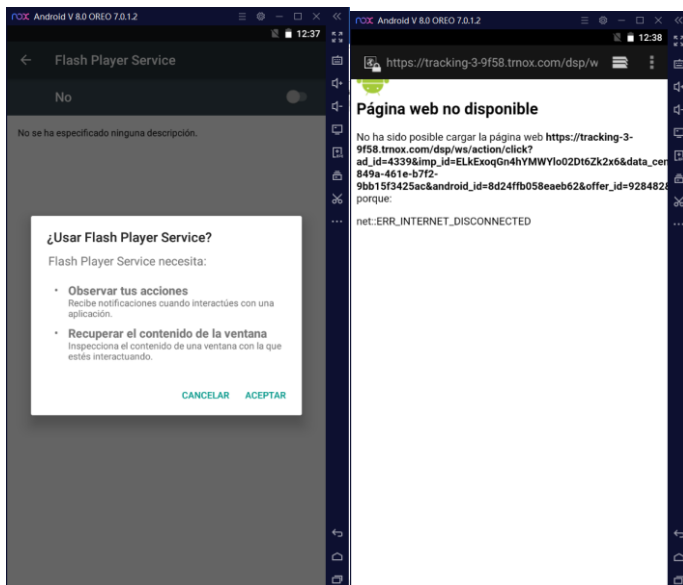 nox Android V 8.0 OREO 7.0.1.2
12:37
Flash Player Service
No
No se ha especificado ninguna descripción.
¿Usar Flash Player Service?
Flash Player Service necesita:
• Observar tus acciones
Recibe notificaciones cuando interactúes con una
aplicación.
• Recuperar el contenido de la ventana
Inspecciona el contenido de una ventana con la que
estés interactuando.
CANCELAR ACEPTAR
nox Android V 8.0 OREO 7.0.1.2
12:38
https://tracking-3-9f58.trnox.com/dsp/w
Página web no disponible
No ha sido posible cargar la página web https://tracking-3-
9f58.trnox.com/dsp/ws/action/click?
ad_id=4339&imp_id=ELkExoqGn4hYMWYlo02Dt6Zk2x6&data_cen
849a-461e-b7f2-
9bb15f3425ac&android_id=8d24ffb058eaeb62&offer_id=928482&
porque:
net::ERR_INTERNET_DISCONNECTED